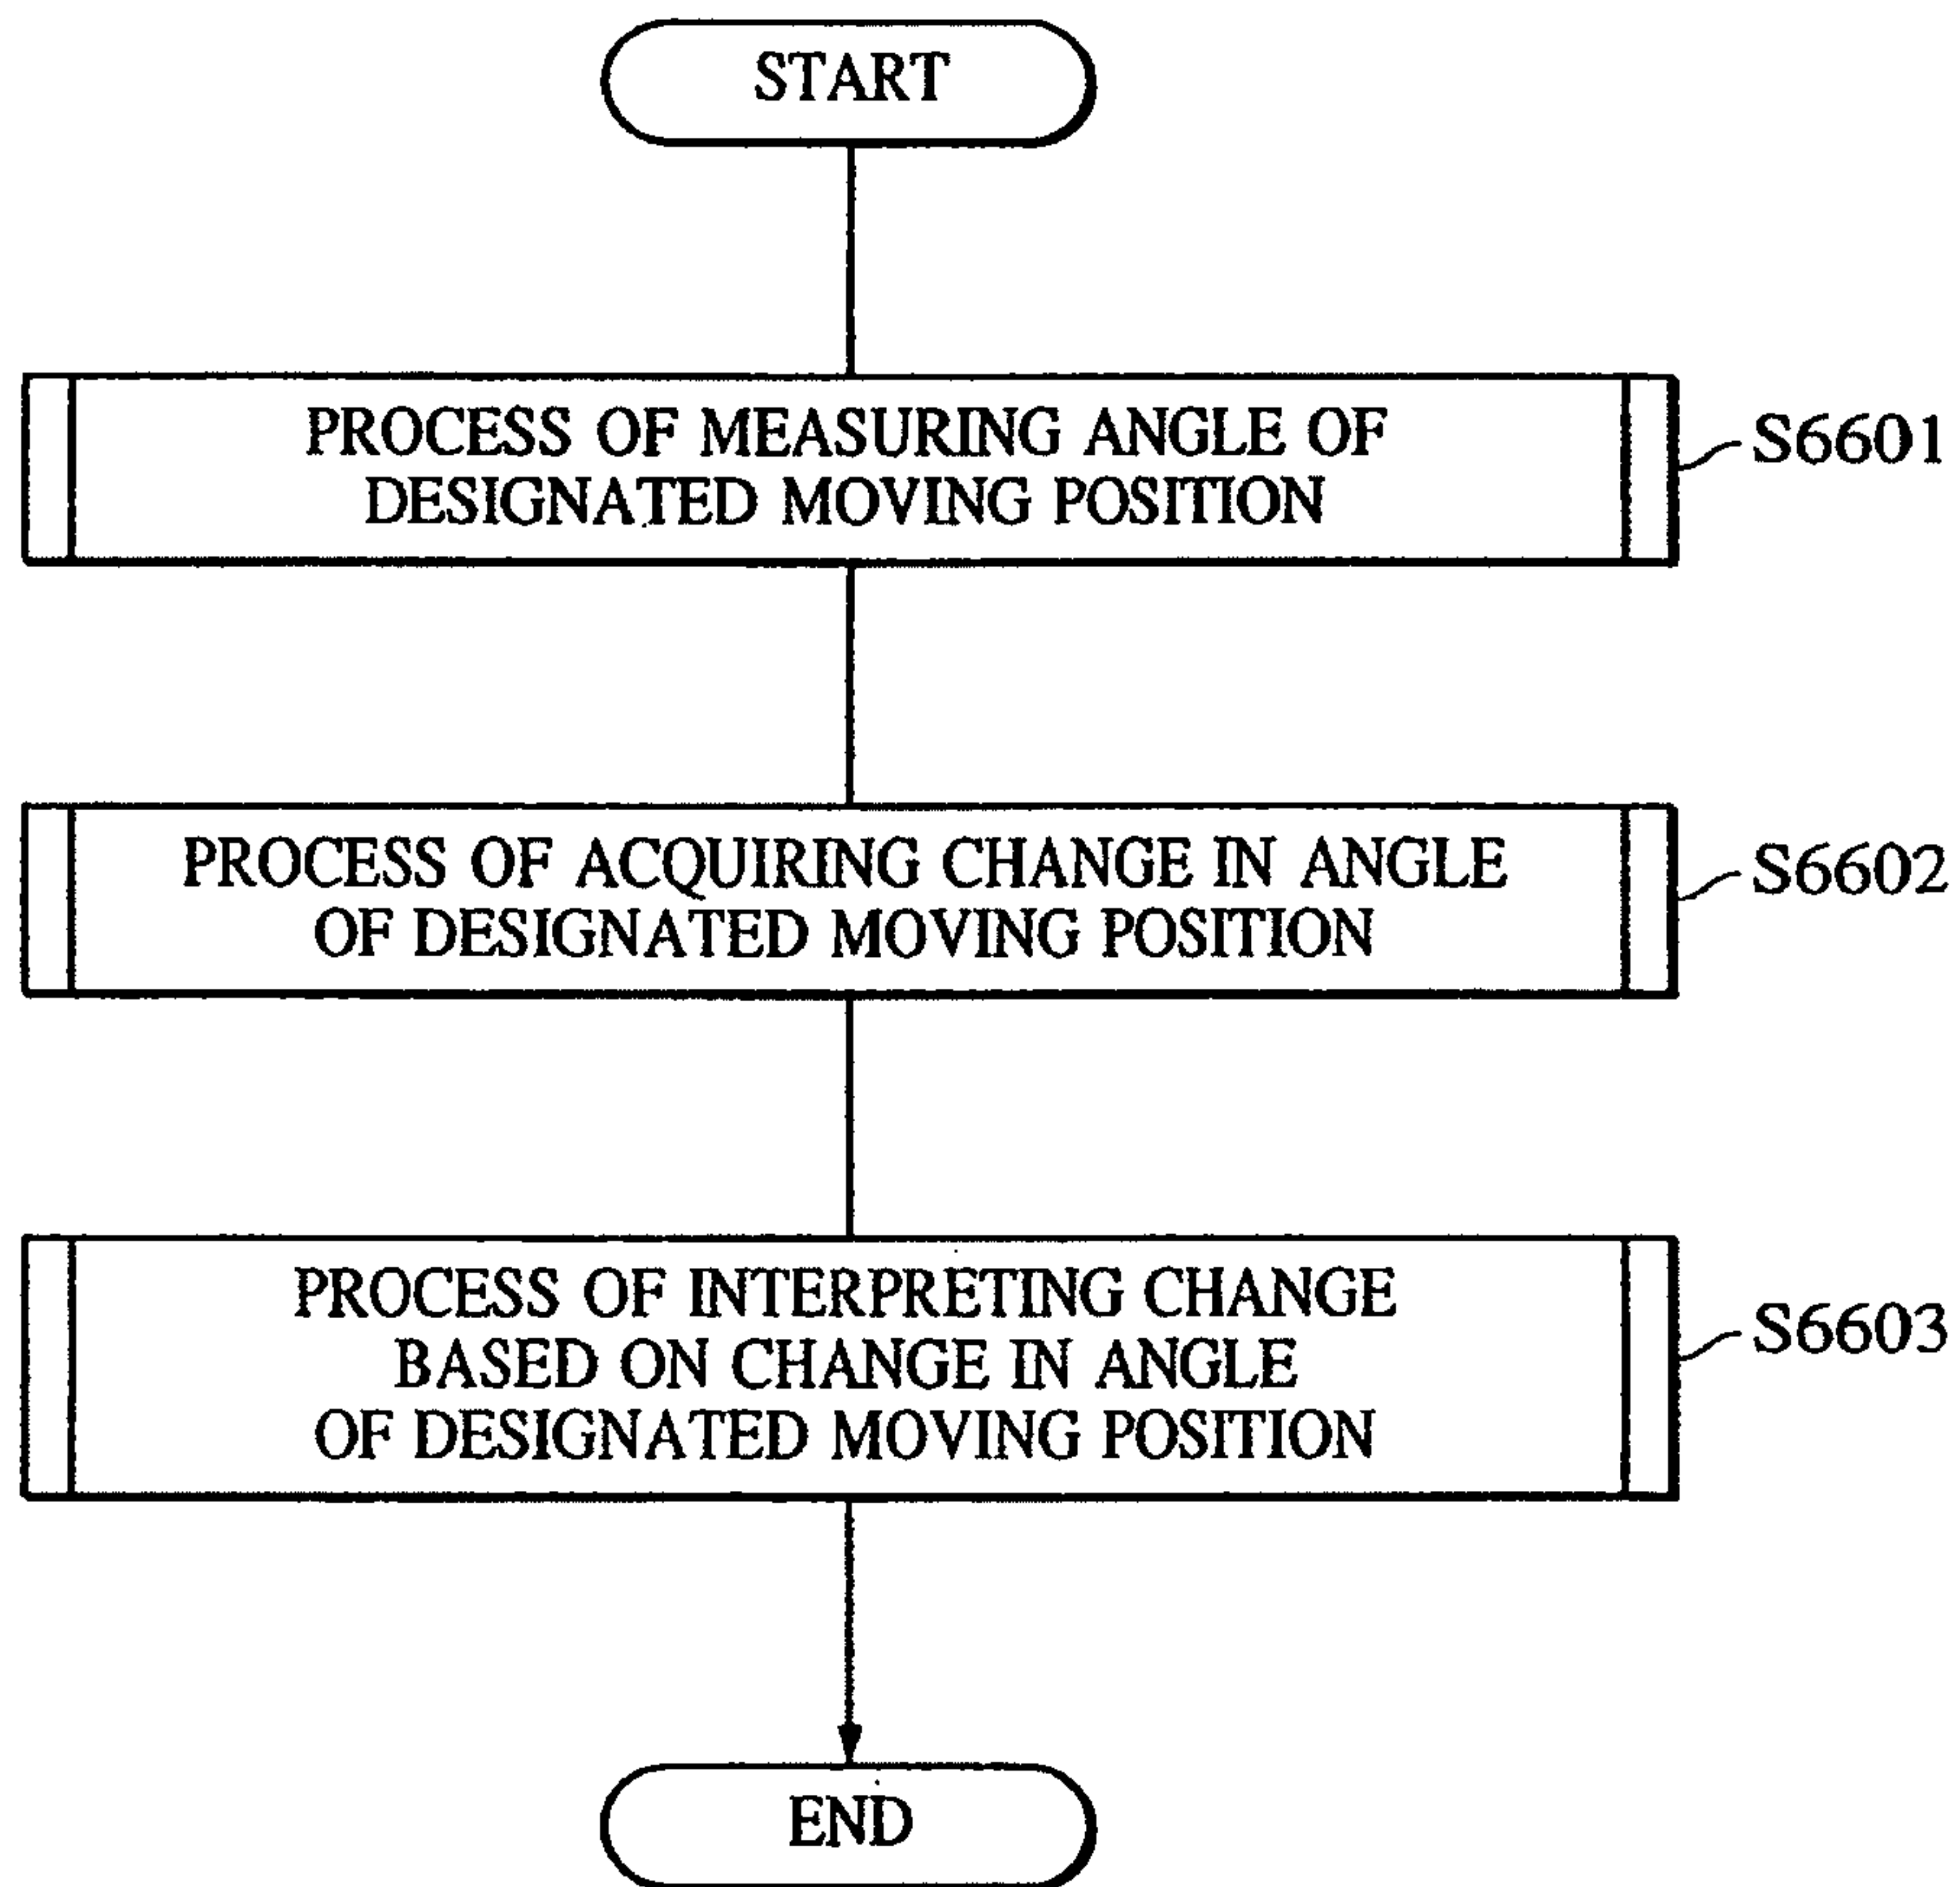 START
PROCESS OF MEASURING ANGLE OF
DESIGNATED MOVING POSITION
S6601
PROCESS OF ACQUIRING CHANGE IN ANGLE
OF DESIGNATED MOVING POSITION
S6602
PROCESS OF INTERPRETING CHANGE
BASED ON CHANGE IN ANGLE
OF DESIGNATED MOVING POSITION
S6603
END